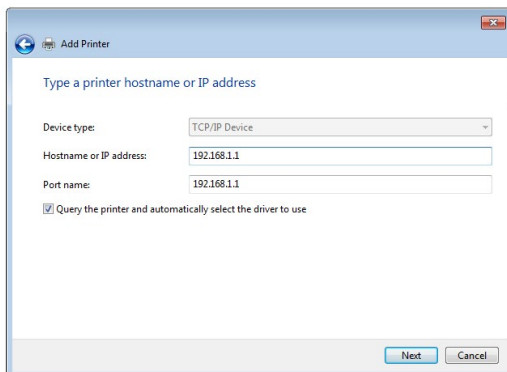 Add Printer
Type a printer hostname or IP address
Device type: TCP/IP Device
Hostname or IP address: 192.168.1.1
Port name: 192.168.1.1
Query the printer and automatically select the driver to use
Next Cancel